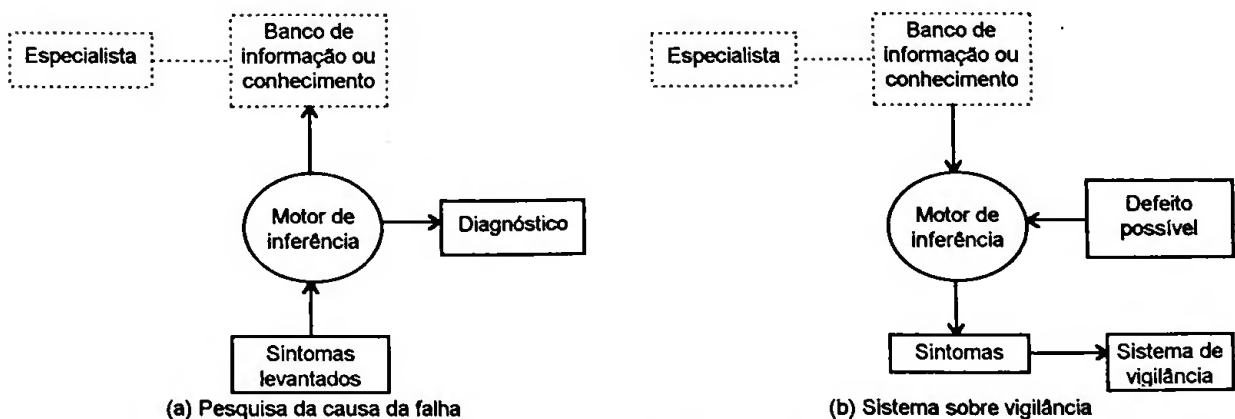 Especialista
Banco de
informação ou
conhecimento
Motor de
inferência
Diagnóstico
Sintomas
levantados
(a) Pesquisa da causa da falha
Especialista
Banco de
informação ou
conhecimento
Motor de
inferência
Defeito
possível
Sintomas
Sistema de
vigilância
(b) Sistema sobre vigilância